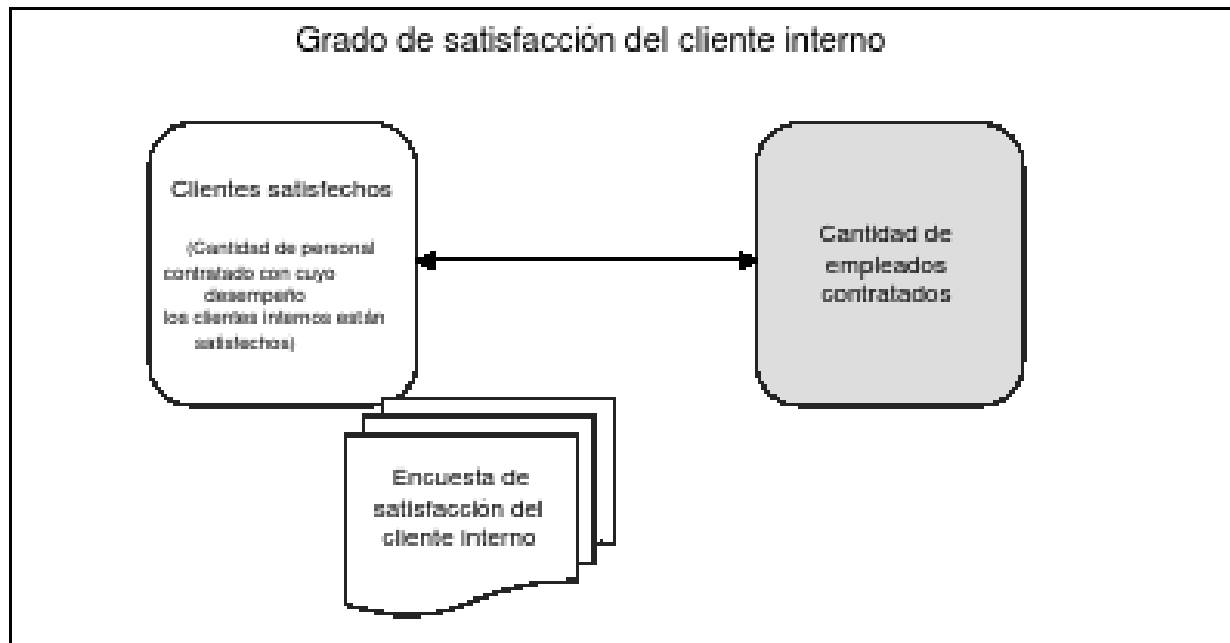 Grado de satisfacción del cliente interno
Clientes satisfechos
(Cantidad de personal
contratado con cuyo
desempeño
los clientes internos están
satisfechos)
Cantidad de
empleados
contratados
Encuesta de
satisfacción del
cliente interno